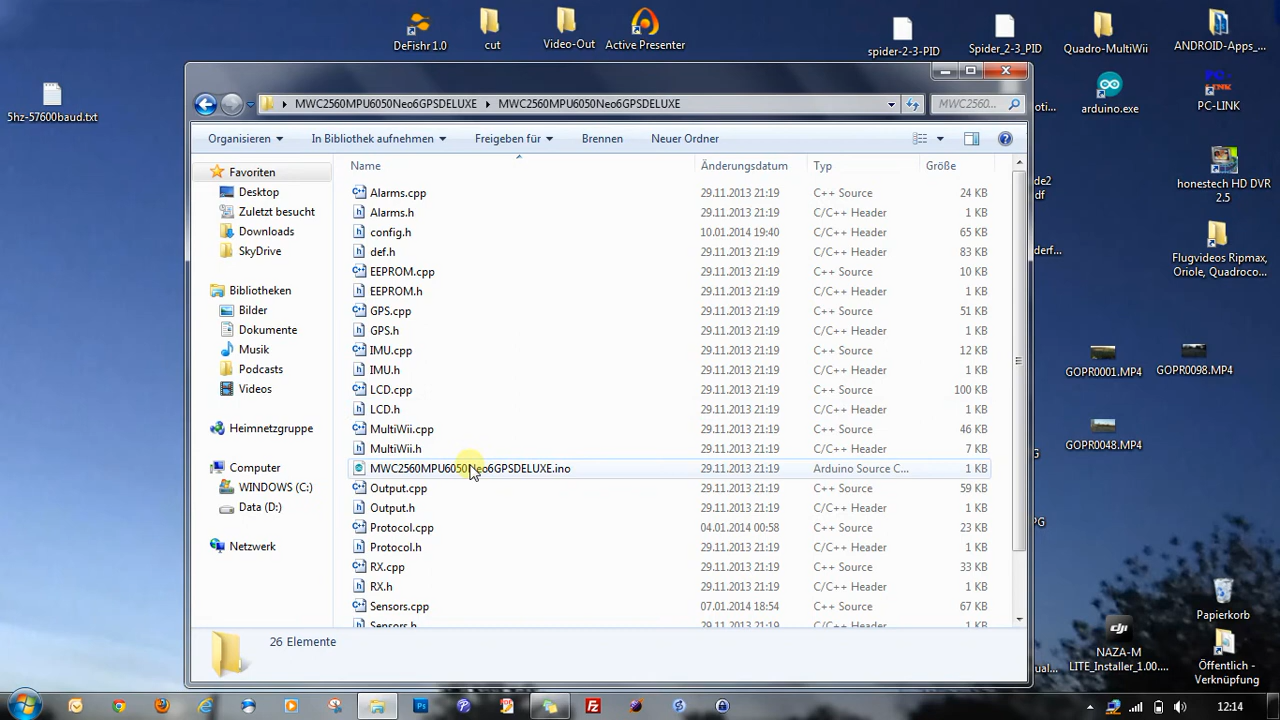 DeFishr 1.0
cut
Video-Out
Active Presenter
spider-2-3-PID
Spider_2-3_PID
Quadro-MultiWii
ANDROID-Apps_...
5hz-57600baud.txt
arduino.exe
PC-LINK
PC-LINK
honestech HD DVR
2.5
Flugvideos Ripmax,
Oriole, Quadroco...
GOPR0001.MP4
GOPR0098.MP4
GOPR0048.MP4
Papierkorb
NAZA-M
LITE_Installer_1.00....
Öffentlich -
Verknüpfung
MWC2560MPU6050Neo6GPSDELUXE
MWC2560MPU6050Neo6GPSDELUXE
MWC2560...
Organisieren
In Bibliothek aufnehmen
Freigeben für
Brennen
Neuer Ordner
Favoriten
Desktop
Zuletzt besucht
Downloads
SkyDrive
Bibliotheken
Bilder
Dokumente
Musik
Podcasts
Videos
Heimnetzgruppe
Computer
WINDOWS (C:)
Data (D:)
Netzwerk
Name Änderungsdatum Typ Größe
Alarms.cpp 29.11.2013 21:19 C++ Source 24 KB
Alarms.h 29.11.2013 21:19 C/C++ Header 1 KB
config.h 10.01.2014 19:40 C/C++ Header 65 KB
def.h 29.11.2013 21:19 C/C++ Header 83 KB
EEPROM.cpp 29.11.2013 21:19 C++ Source 10 KB
EEPROM.h 29.11.2013 21:19 C/C++ Header 1 KB
GPS.cpp 29.11.2013 21:19 C++ Source 51 KB
GPS.h 29.11.2013 21:19 C/C++ Header 1 KB
IMU.cpp 29.11.2013 21:19 C++ Source 12 KB
IMU.h 29.11.2013 21:19 C/C++ Header 1 KB
LCD.cpp 29.11.2013 21:19 C++ Source 100 KB
LCD.h 29.11.2013 21:19 C/C++ Header 1 KB
MultiWii.cpp 29.11.2013 21:19 C++ Source 46 KB
MultiWii.h 29.11.2013 21:19 C/C++ Header 7 KB
MWC2560MPU6050Neo6GPSDELUXE.ino 29.11.2013 21:19 Arduino Source C... 1 KB
Output.cpp 29.11.2013 21:19 C++ Source 59 KB
Output.h 29.11.2013 21:19 C/C++ Header 1 KB
Protocol.cpp 04.01.2014 00:58 C++ Source 23 KB
Protocol.h 29.11.2013 21:19 C/C++ Header 1 KB
RX.cpp 29.11.2013 21:19 C++ Source 33 KB
RX.h 29.11.2013 21:19 C/C++ Header 1 KB
Sensors.cpp 07.01.2014 18:54 C++ Source 67 KB
Sensors.h 29.11.2013 21:19 C/C++ Header 1 KB
26 Elemente
12:14